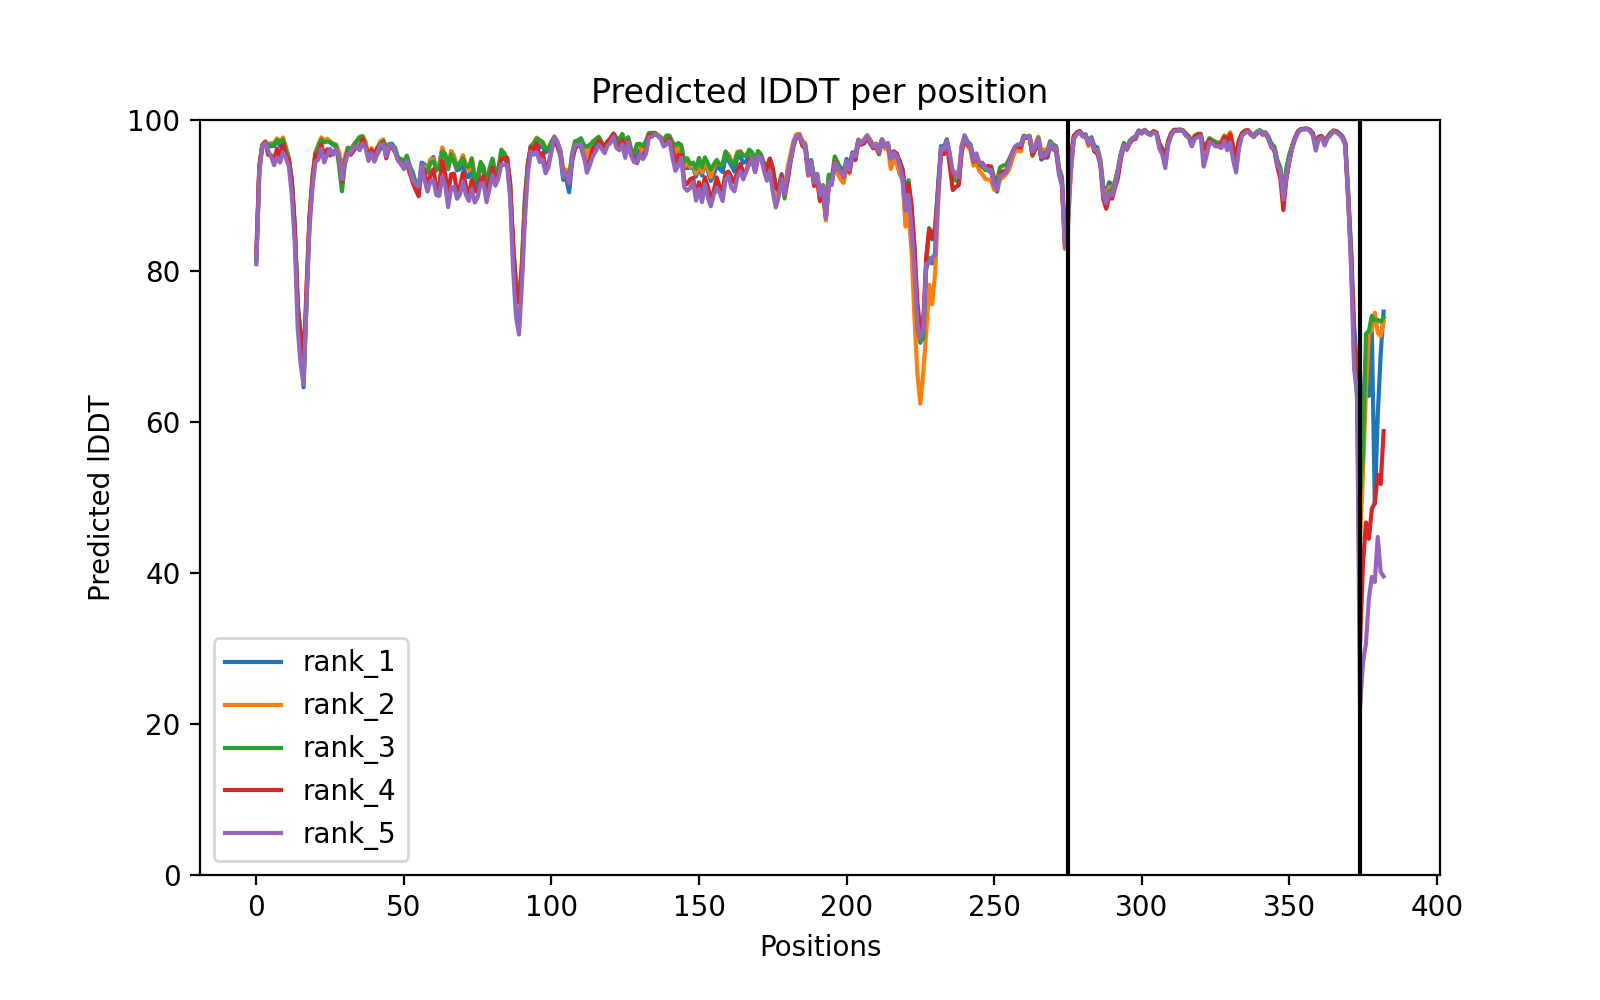 Predicted lDDT per position
100
80
60
40
20
0
Predicted lDDT
rank_1
rank_2
rank_3
rank_4
rank_5
0 50 100 150 200 250 300 350 400
Positions